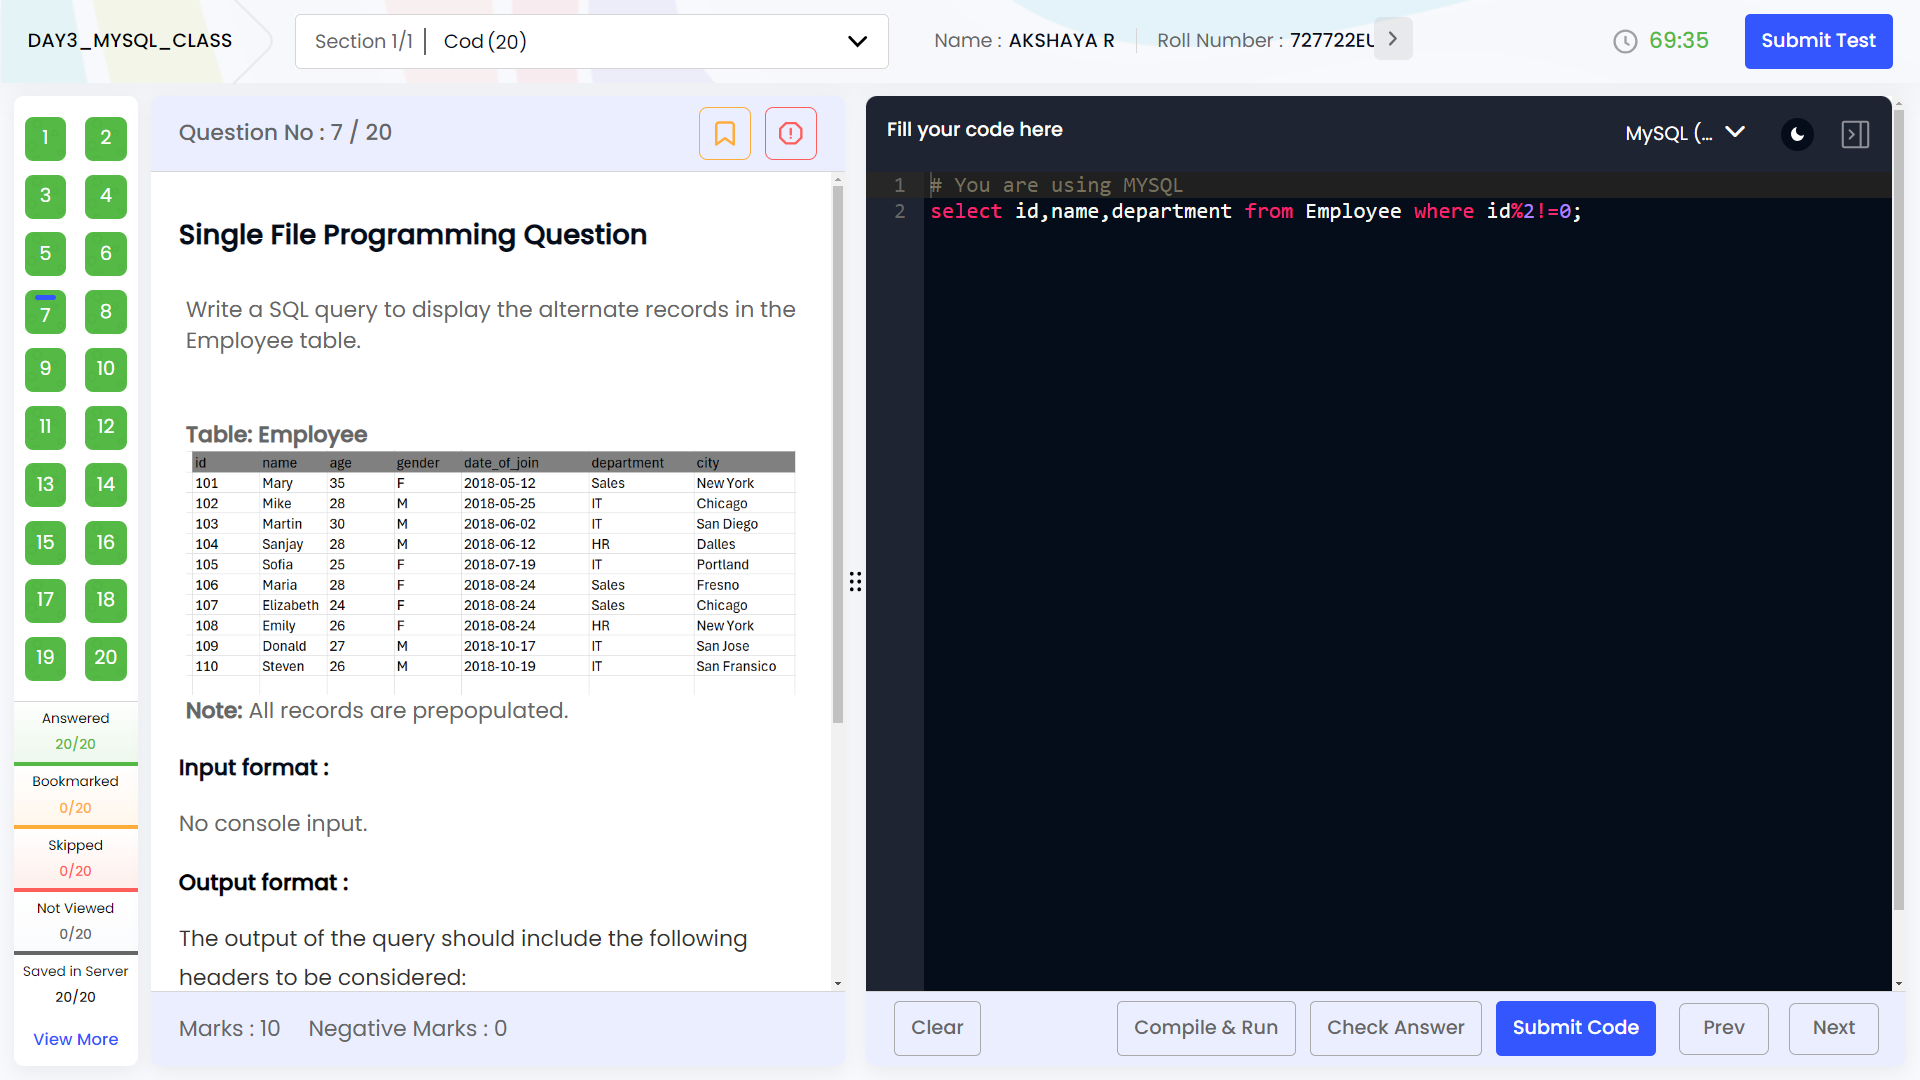 DAY3_MYSQL_CLASS
Section 1/1 | Cod (20)
Name : AKSHAYA R
Roll Number : 727722EU
69:35
Submit Test
1 2
3 4
5 6
7 8
9 10
11 12
13 14
15 16
17 18
19 20
Answered
20/20
Bookmarked
0/20
Skipped
0/20
Not Viewed
0/20
Saved in Server
20/20
View More
Question No : 7 / 20
Single File Programming Question
Write a SQL query to display the alternate records in the
Employee table.
Table: Employee
id name age gender date_of_join department city
101 Mary 35 F 2018-05-12 Sales New York
102 Mike 28 M 2018-05-25 IT Chicago
103 Martin 30 M 2018-06-02 IT San Diego
104 Sanjay 28 M 2018-06-12 HR Dalles
105 Sofia 25 F 2018-07-19 IT Portland
106 Maria 28 F 2018-08-24 Sales Fresno
107 Elizabeth 24 F 2018-08-24 Sales Chicago
108 Emily 26 F 2018-08-24 HR New York
109 Donald 27 M 2018-10-17 IT San Jose
110 Steven 26 M 2018-10-19 IT San Fransico
Note: All records are prepopulated.
Input format :
No console input.
Output format :
The output of the query should include the following
headers to be considered:
Marks : 10 Negative Marks : 0
Fill your code here
MySQL (...
1 # You are using MYSQL
2 select id,name,department from Employee where id%2!=0;
Clear
Compile & Run
Check Answer
Submit Code
Prev
Next